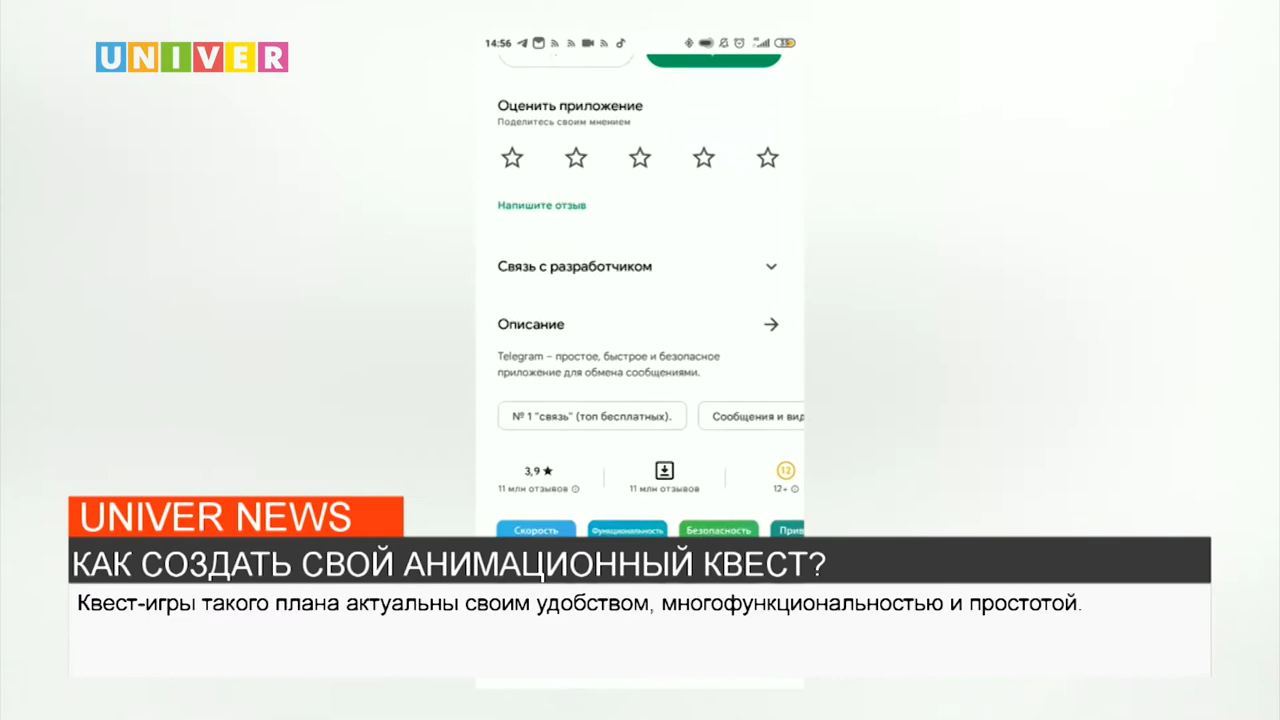 UNIVER
14:56
Оценить приложение
Поделитесь своим мнением
Напишите отзыв
Связь с разработчиком
Описание
Telegram – простое, быстрое и безопасное
приложение для обмена сообщениями.
№ 1 "связь" (топ бесплатных).
Сообщения и вид
3,9 ★
11 млн отзывов
11 млн отзывов
12
12+
Скорость
Функциональность
Безопасность
Прив
UNIVER NEWS
КАК СОЗДАТЬ СВОЙ АНИМАЦИОННЫЙ КВЕСТ?
Квест-игры такого плана актуальны своим удобством, многофункциональностью и простотой.